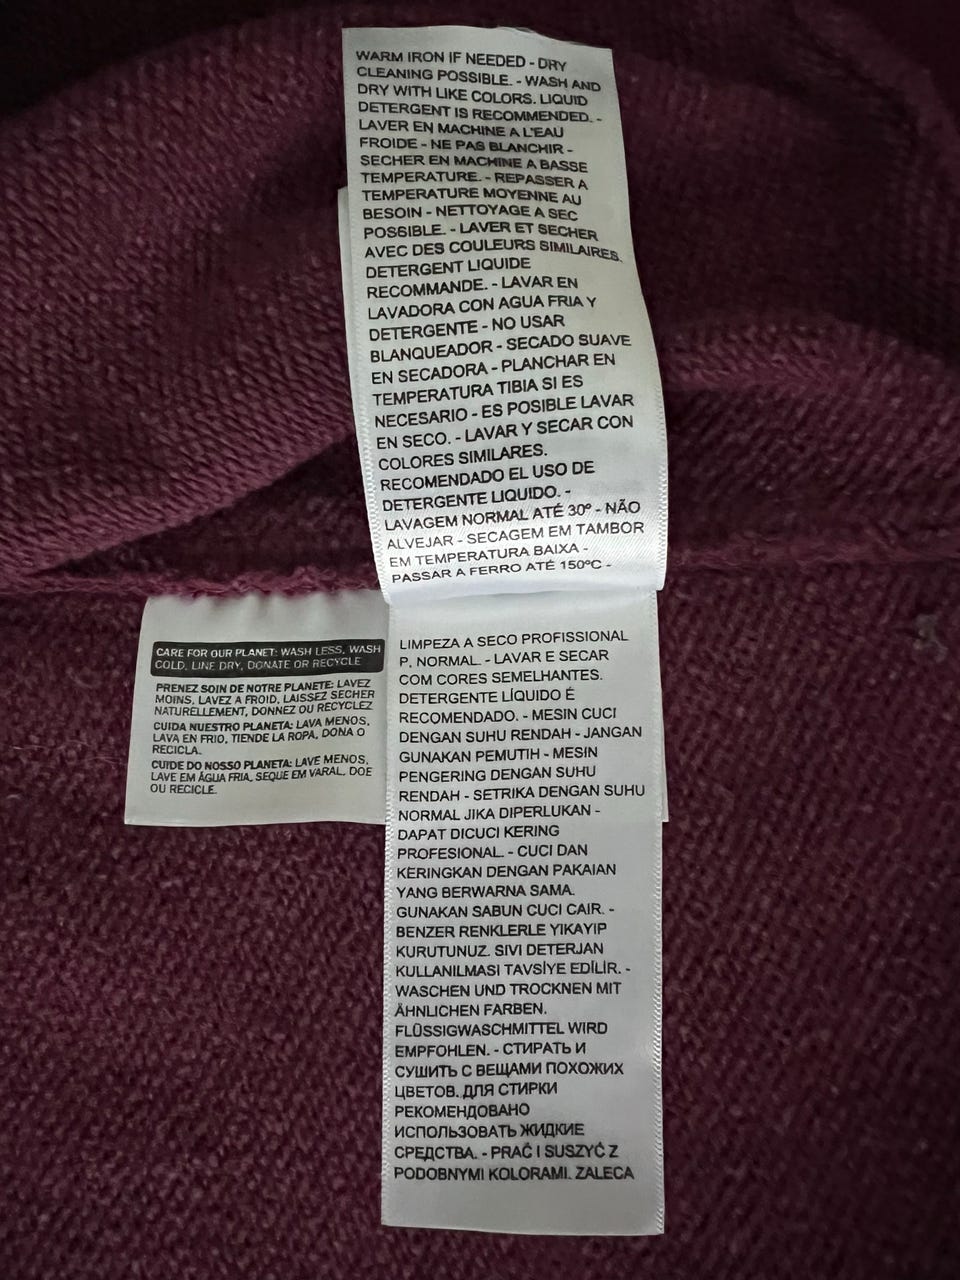 WARM IRON IF NEEDED - DRY
CLEANING POSSIBLE. - WASH AND
DRY WITH LIKE COLORS. LIQUID
DETERGENT IS RECOMMENDED. -
LAVER EN MACHINE A L'EAU
FROIDE - NE PAS BLANCHIR -
SECHER EN MACHINE A BASSE
TEMPERATURE. - REPASSER A
TEMPERATURE MOYENNE AU
BESOIN - NETTOYAGE A SEC
POSSIBLE. - LAVER ET SECHER
AVEC DES COULEURS SIMILAIRES.
DETERGENT LIQUIDE
RECOMMANDE. - LAVAR EN
LAVADORA CON AGUA FRIA Y
DETERGENTE - NO USAR
BLANQUEADOR - SECADO SUAVE
EN SECADORA - PLANCHAR EN
TEMPERATURA TIBIA SI ES
NECESARIO - ES POSIBLE LAVAR
EN SECO. - LAVAR Y SECAR CON
COLORES SIMILARES.
RECOMENDADO EL USO DE
DETERGENTE LIQUIDO. -
LAVAGEM NORMAL ATÉ 30º - NÃO
ALVEJAR - SECAGEM EM TAMBOR
EM TEMPERATURA BAIXA -
PASSAR A FERRO ATÉ 150ºC -
LIMPEZA A SECO PROFISSIONAL
P. NORMAL. - LAVAR E SECAR
COM CORES SEMELHANTES.
DETERGENTE LÍQUIDO É
RECOMENDADO. - MESIN CUCI
DENGAN SUHU RENDAH - JANGAN
GUNAKAN PEMUTIH - MESIN
PENGERING DENGAN SUHU
RENDAH - SETRIKA DENGAN SUHU
NORMAL JIKA DIPERLUKAN -
DAPAT DICUCI KERING
PROFESIONAL. - CUCI DAN
KERINGKAN DENGAN PAKAIAN
YANG BERWARNA SAMA.
GUNAKAN SABUN CUCI CAIR. -
BENZER RENKLERLE YIKAYIP
KURUTUNUZ. SIVI DETERJAN
KULLANILMASI TAVSİYE EDİLİR. -
WASCHEN UND TROCKNEN MIT
ÄHNLICHEN FARBEN.
FLÜSSIGWASCHMITTEL WIRD
EMPFOHLEN. - СТИРАТЬ И
СУШИТЬ С ВЕЩАМИ ПОХОЖИХ
ЦВЕТОВ. ДЛЯ СТИРКИ
РЕКОМЕНДОВАНО
ИСПОЛЬЗОВАТЬ ЖИДКИЕ
СРЕДСТВА. - PRAĆ I SUSZYĆ Z
PODOBNYMI KOLORAMI. ZALECA
CARE FOR OUR PLANET: WASH LESS, WASH
COLD, LINE DRY, DONATE OR RECYCLE
PRENEZ SOIN DE NOTRE PLANETE: LAVEZ
MOINS, LAVEZ A FROID, LAISSEZ SECHER
NATURELLEMENT, DONNEZ OU RECYCLEZ
CUIDA NUESTRO PLANETA: LAVA MENOS,
LAVA EN FRIO, TIENDE LA ROPA, DONA O
RECICLA.
CUIDE DO NOSSO PLANETA: LAVE MENOS,
LAVE EM ÁGUA FRIA, SEQUE EM VARAL, DOE
OU RECICLE.